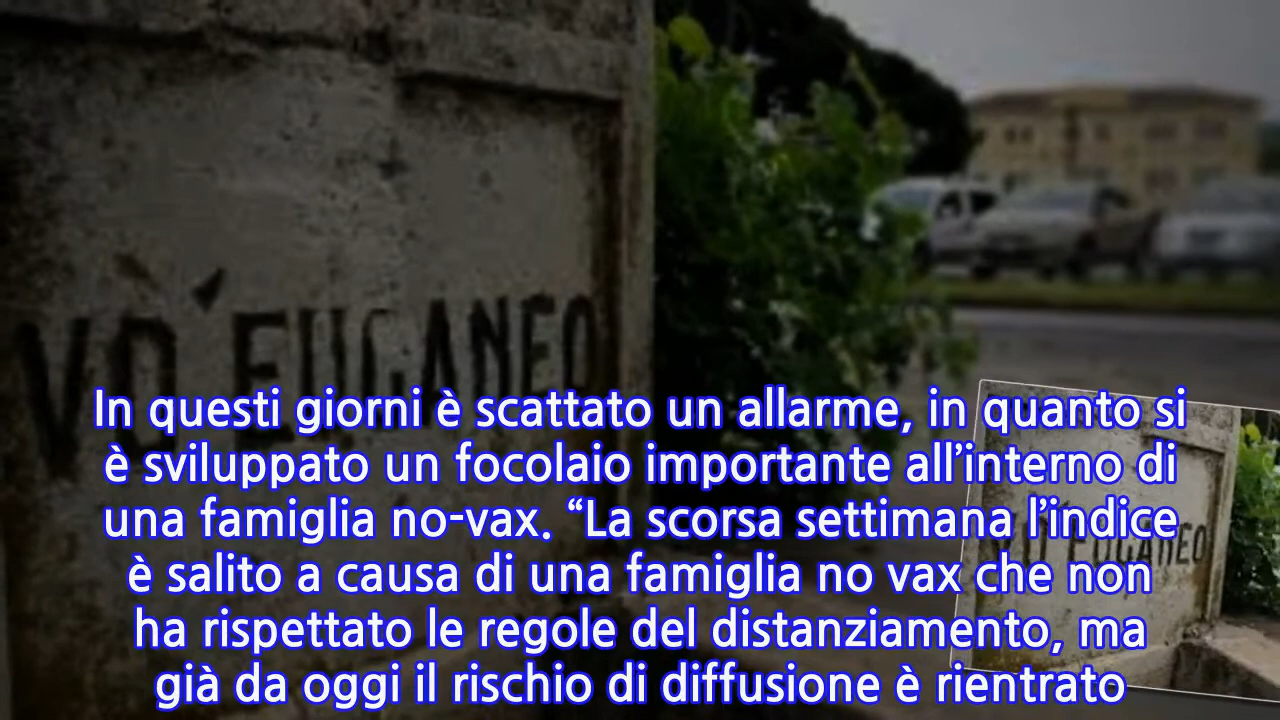 VO' EUGANEO
In questi giorni è scattato un allarme, in quanto si
è sviluppato un focolaio importante all’interno di
una famiglia no-vax. “La scorsa settimana l’indice
è salito a causa di una famiglia no vax che non
ha rispettato le regole del distanziamento, ma
già da oggi il rischio di diffusione è rientrato